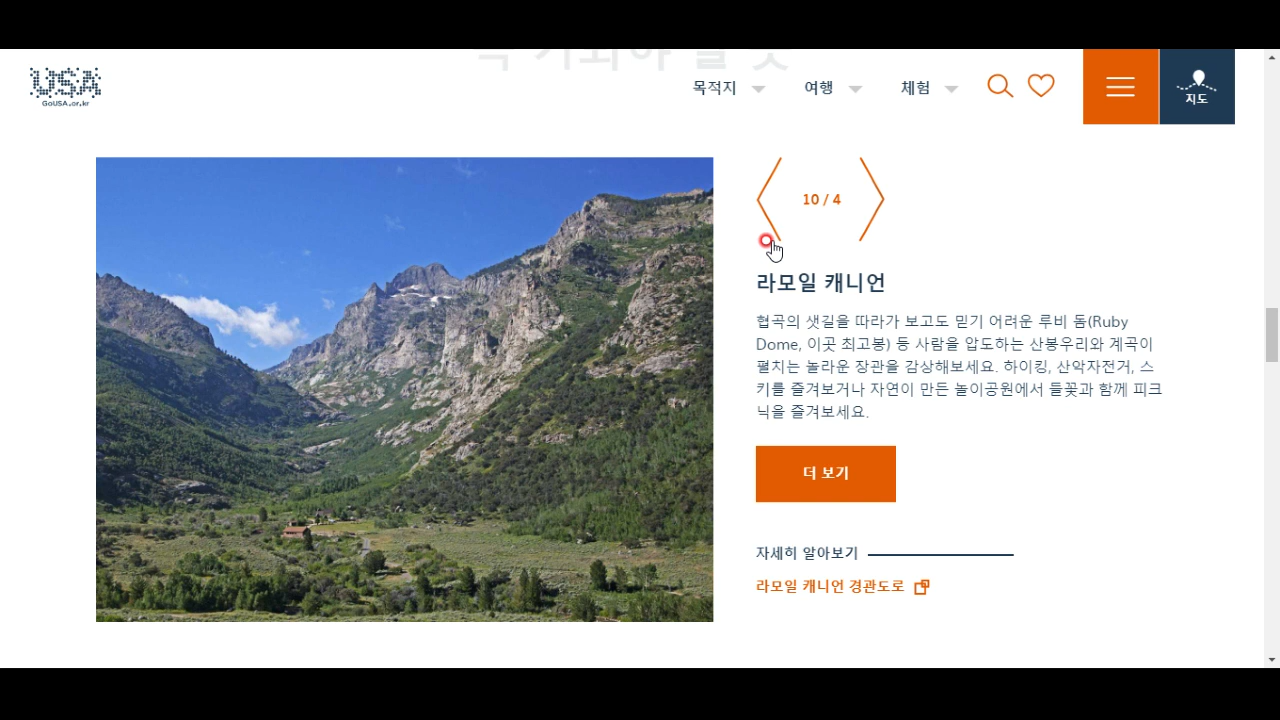 USA
GoUSA.or.kr
목적지
여행
체험
지도
10 / 4
라모일 캐니언
협곡의 샛길을 따라가 보고도 믿기 어려운 루비 돔(Ruby
Dome, 이곳 최고봉) 등 사람을 압도하는 산봉우리와 계곡이
펼치는 놀라운 장관을 감상해보세요. 하이킹, 산악자전거, 스
키를 즐겨보거나 자연이 만든 놀이공원에서 들꽃과 함께 피크
닉을 즐겨보세요.
더 보기
자세히 알아보기
라모일 캐니언 경관도로